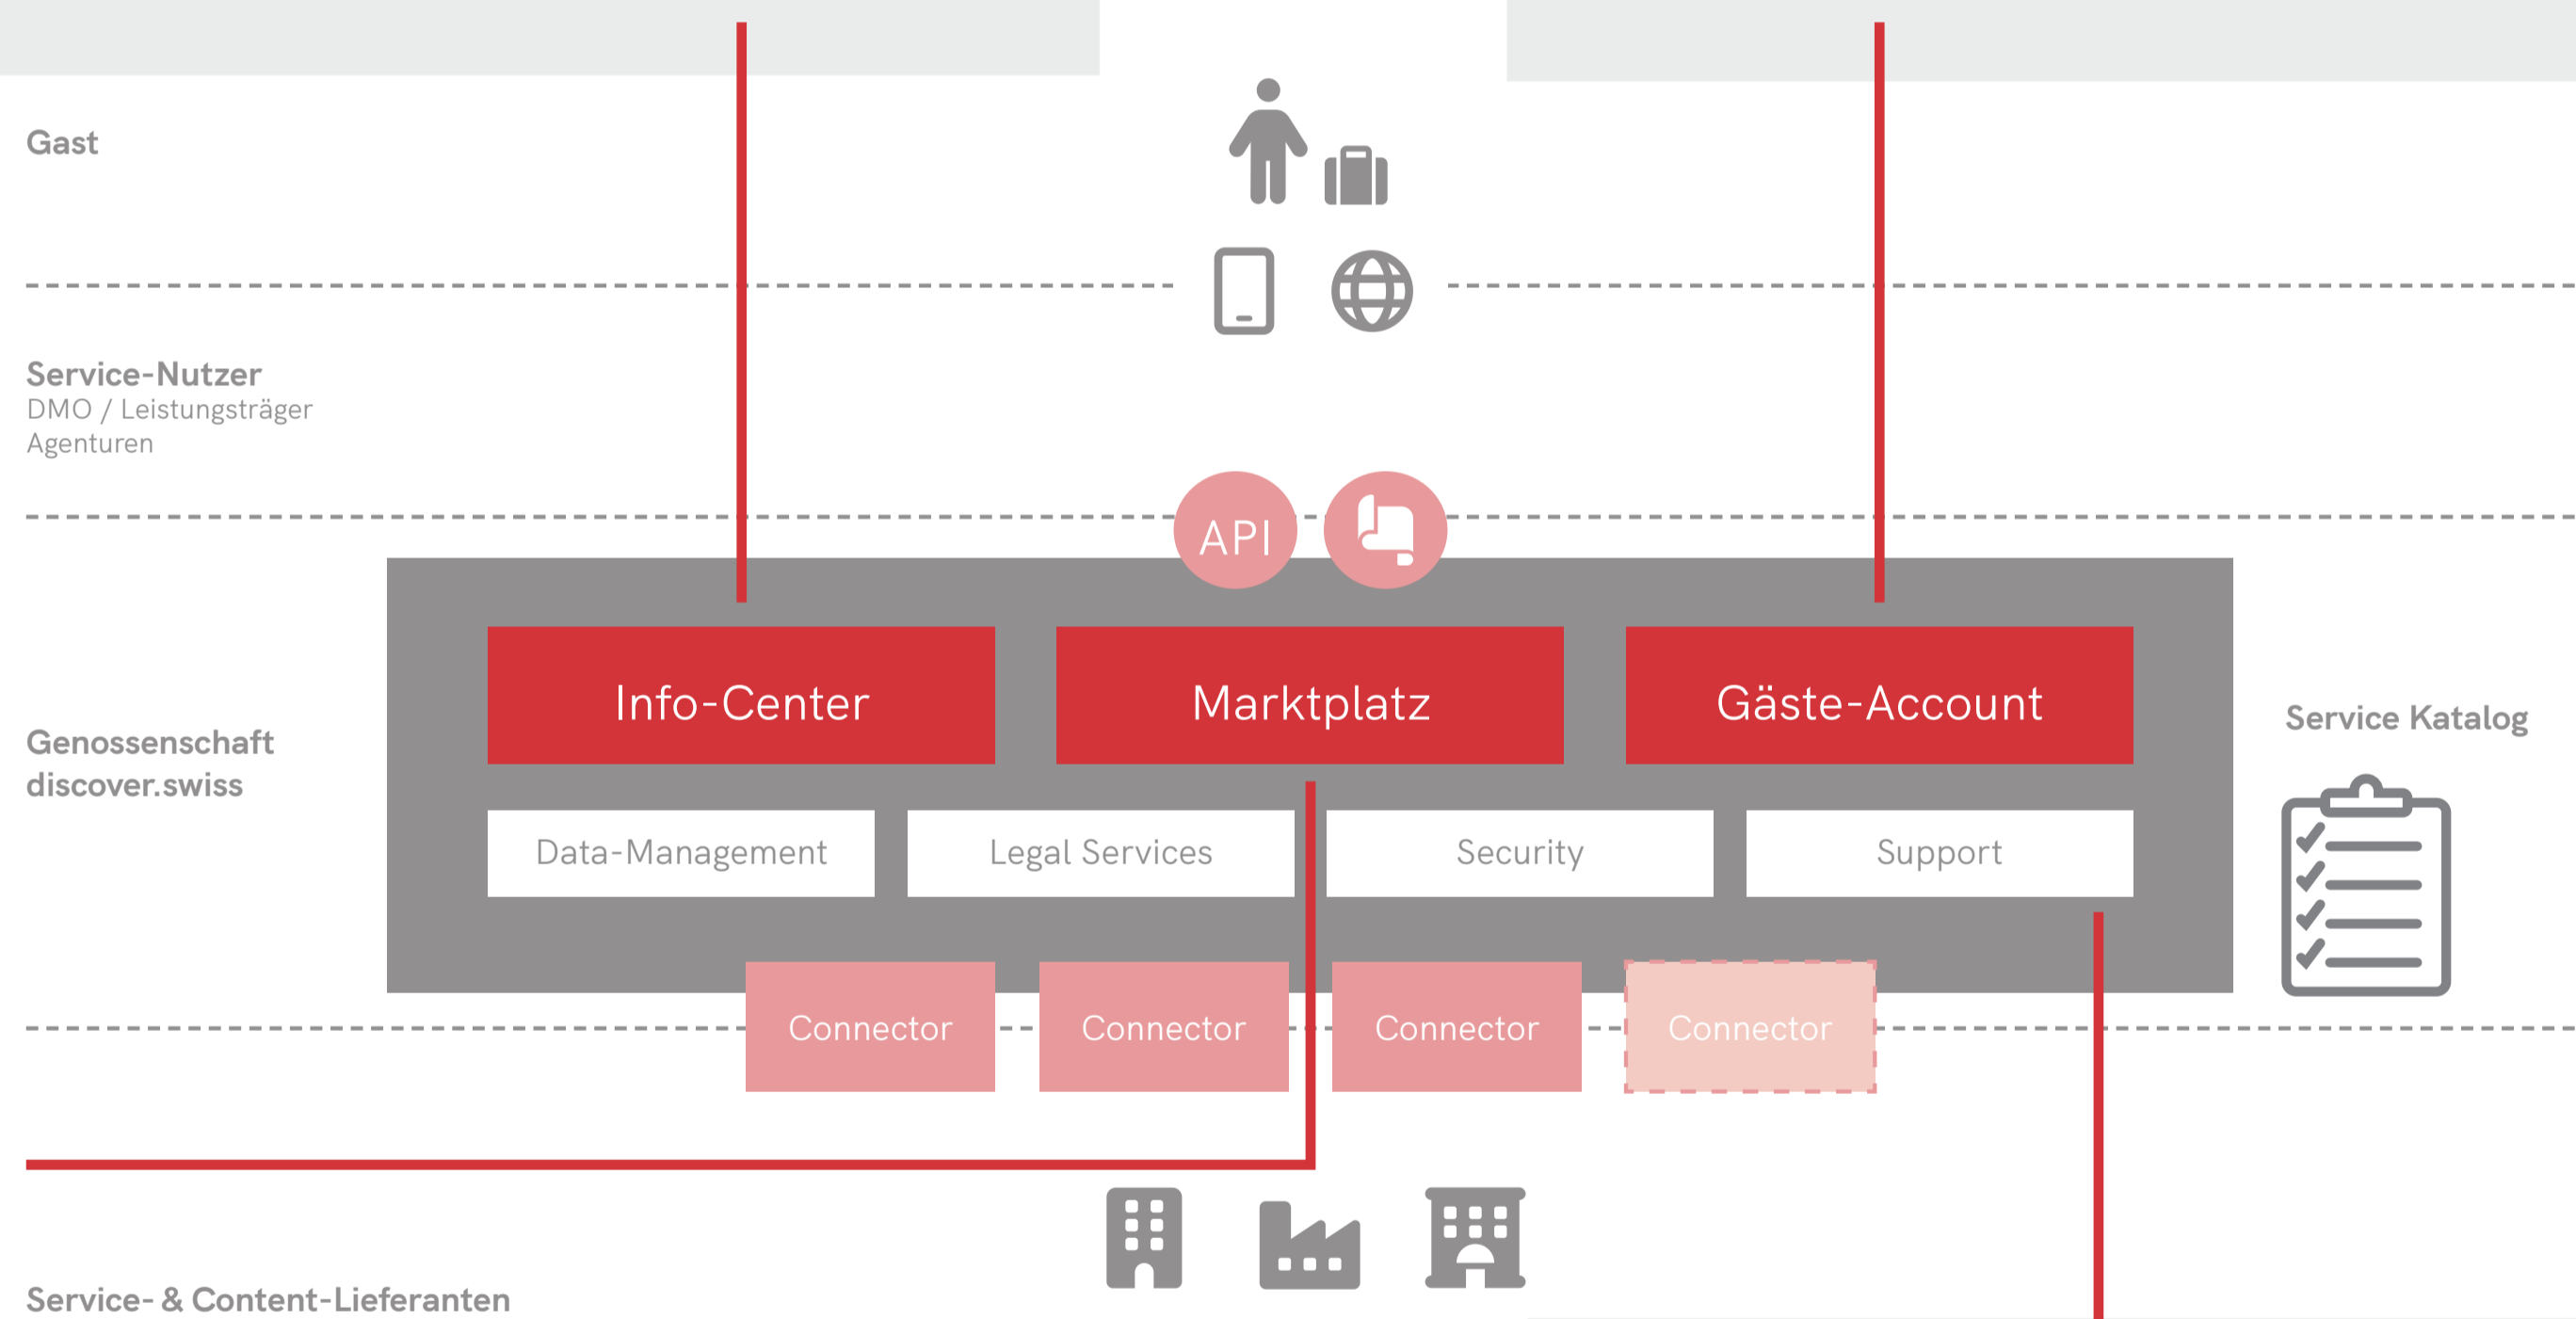 Gast
Service-Nutzer
DMO / Leistungsträger
Agenturen
API
Info-Center
Marktplatz
Gäste-Account
Genossenschaft
discover.swiss
Service Katalog
Data-Management
Legal Services
Security
Support
Connector
Connector
Connector
Connector
Service- & Content-Lieferanten